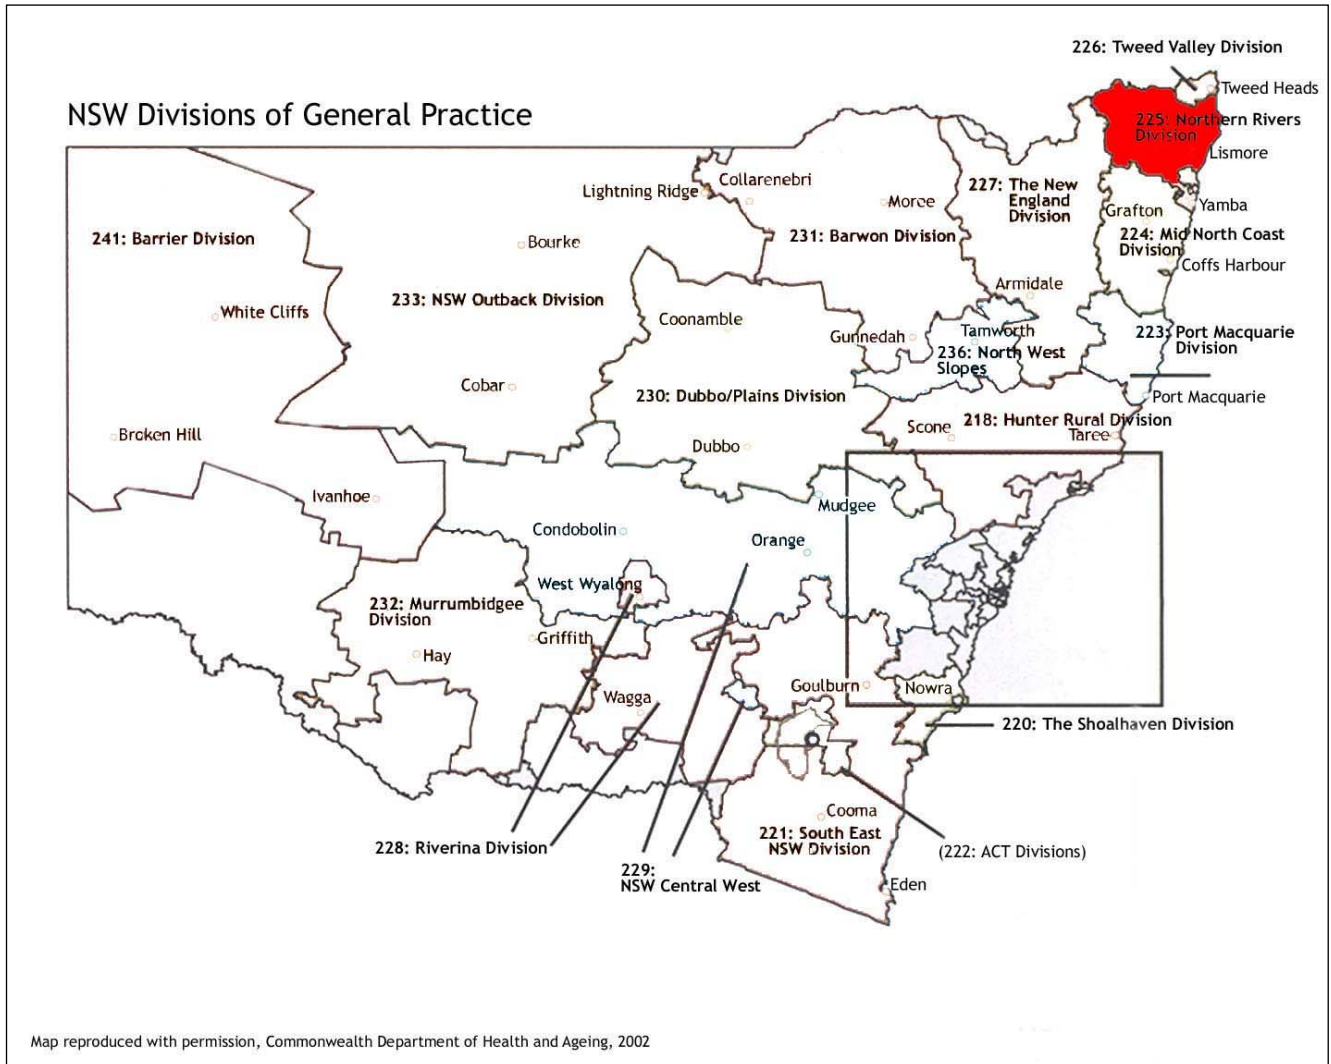 226: Tweed Valley Division
Tweed Heads
NSW Divisions of General Practice
225: Northern Rivers
Division
Lismore
Collarenebri
Lightning Ridge
Moree
227: The New
England
Division
Yamba
Grafton
241: Barrier Division
Bourke
231: Barwon Division
224: Mid North Coast
Division
Coffs Harbour
Armidale
233: NSW Outback Division
White Cliffs
Coonamble
Gunnedah
Tamworth
223: Port Macquarie
Division
236: North West
Slopes
Cobar
230: Dubbo/Plains Division
Port Macquarie
Scone
218: Hunter Rural Division
Taree
Broken Hill
Dubbo
Ivanhoe
Mudgee
Condobolin
Orange
West Wyalong
232: Murrumbidgee
Division
Griffith
Hay
Goulburn
Nowra
Wagga
220: The Shoalhaven Division
Cooma
221: South East
NSW Division
228: Riverina Division
(222: ACT Divisions)
229:
NSW Central West
Eden
Map reproduced with permission, Commonwealth Department of Health and Ageing, 2002